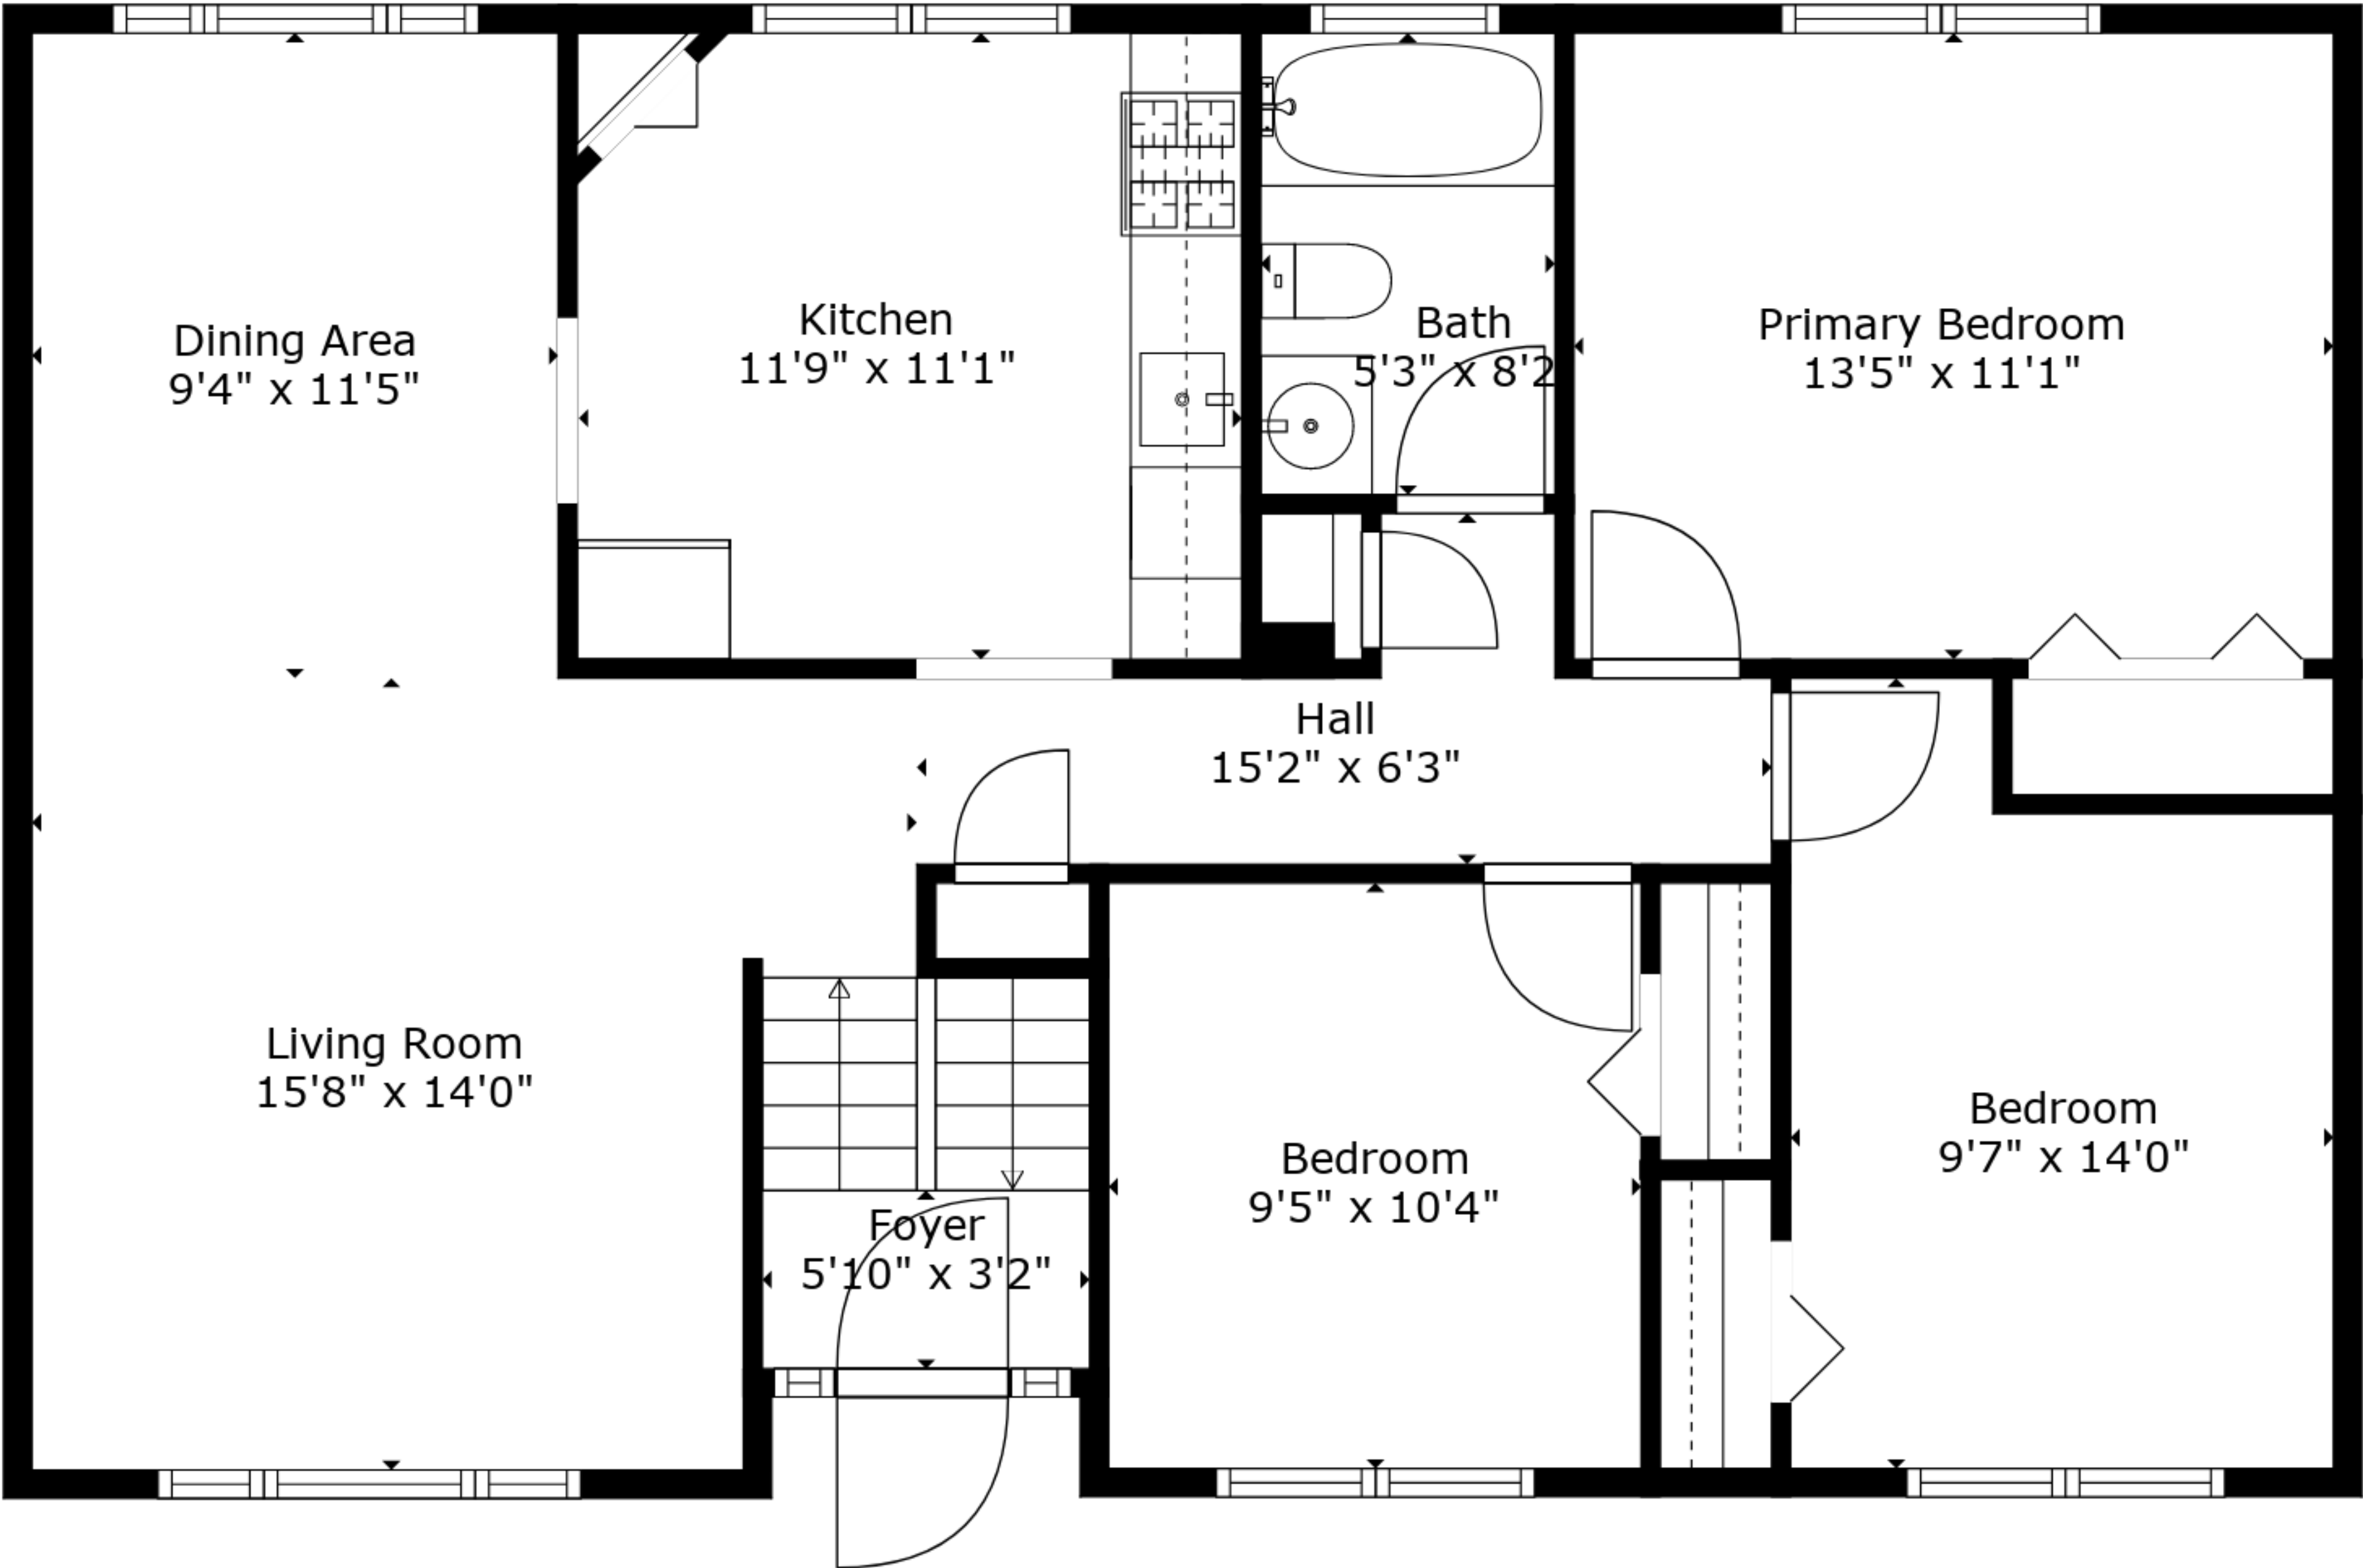 Dining Area
9'4" x 11'5"
Kitchen
11'9" x 11'1"
Bath
5'3" x 8'2
Primary Bedroom
13'5" x 11'1"
Hall
15'2" x 6'3"
Living Room
15'8" x 14'0"
Foyer
5'10" x 3'2"
Bedroom
9'5" x 10'4"
Bedroom
9'7" x 14'0"